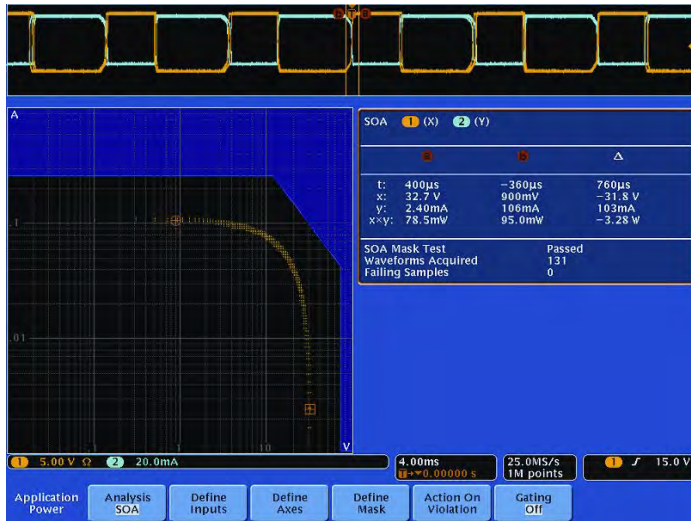 b T a
A
SOA 1 (X) 2 (Y)
a b Δ
t: 400µs −360µs 760µs
x: 32.7 V 900mV −31.8 V
y: 2.40mA 106mA 103mA
x×y: 78.5mW 95.0mW −3.28 W
SOA Mask Test Passed
Waveforms Acquired 131
Failing Samples 0
.1
.01
.1 1 10 V
1 5.00 V Ω 2 20.0mA 4.00ms 25.0MS/s 1 ∫ 15.0 V
T→▼0.00000 s 1M points
Application Power
Analysis SOA
Define Inputs
Define Axes
Define Mask
Action On Violation
Gating Off